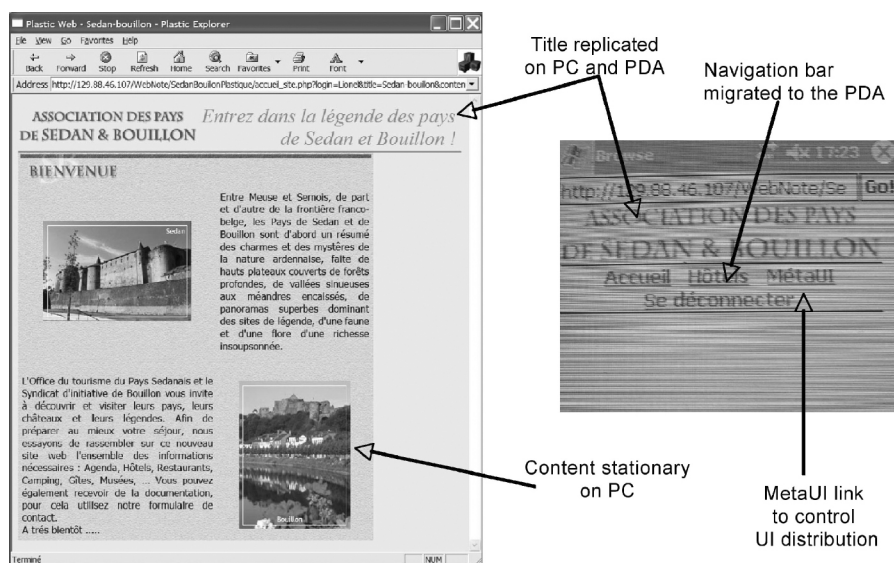 Plastic Web - Sedan-bouillon - Plastic Explorer
File View Go Favortes Help
Back Forward Stop Refresh Home Search Favorites Print Font
Address http://129.88.46.107/WebNote/SedanBouilonPlastique/accueil_site.php?login=Lionel&title=Sedan-bouillon&conten
ASSOCIATION DES PAYS
DE SEDAN & BOUILLON
Entrez dans la légende des pays
de Sedan et Bouillon !
BIENVENUE
Sedan
Entre Meuse et Semois, de part
et d'autre de la frontière franco-
belge, les Pays de Sedan et de
Bouillon sont d'abord un résumé
des charmes et des mystères de
la nature ardennaise, faite de
hauts plateaux couverts de forêts
profondes, de vallées sinueuses
aux méandres encaissés, de
panoramas superbes dominant
des sites de légende, d'une faune
et d'une flore d'une richesse
insoupsonnée.
L'Office du tourisme du Pays Sedanais et le
Syndicat d'initiative de Bouillon vous invite
à découvrir et visiter leurs pays, leurs
châteaux et leurs légendes. Afin de
préparer au mieux votre séjour, nous
essayons de rassembler sur ce nouveau
site web l'ensemble des informations
nécessaires : Agenda, Hôtels, Restaurants,
Camping, Gîtes, Musées, ... Vous pouvez
également recevoir de la documentation,
pour cela utilisez notre formulaire de
contact.
A très bientôt .....
Bouillon
Terminé
NUM
Title replicated
on PC and PDA
Navigation bar
migrated to the PDA
Browse 17:23
http://129.88.46.107/WebNote/Se Go!
ASSOCIATION DES PAYS
DE SEDAN & BOUILLON
Accueil Hôtels MétaUI
Se déconnecter
Content stationary
on PC
MetaUI link
to control
UI distribution